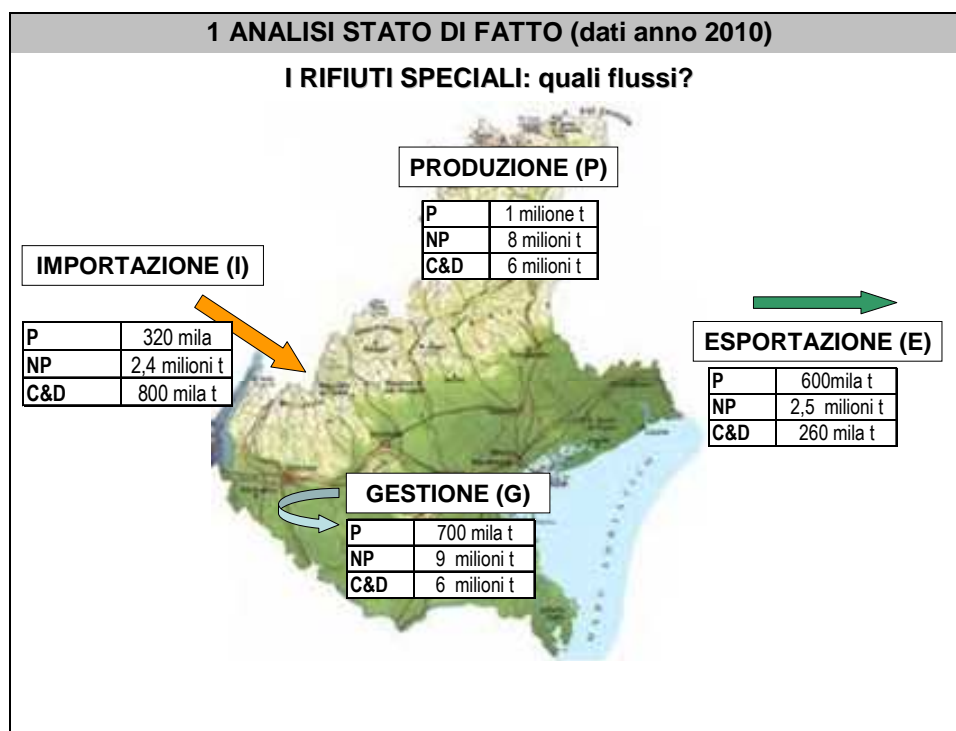 1 ANALISI STATO DI FATTO (dati anno 2010)
I RIFIUTI SPECIALI: quali flussi?
PRODUZIONE (P)
P 1 milione t
NP 8 milioni t
C&D 6 milioni t
IMPORTAZIONE (I)
P 320 mila
NP 2,4 milioni t
C&D 800 mila t
ESPORTAZIONE (E)
P 600mila t
NP 2,5 milioni t
C&D 260 mila t
GESTIONE (G)
P 700 mila t
NP 9 milioni t
C&D 6 milioni t
MARE ADRIATICO